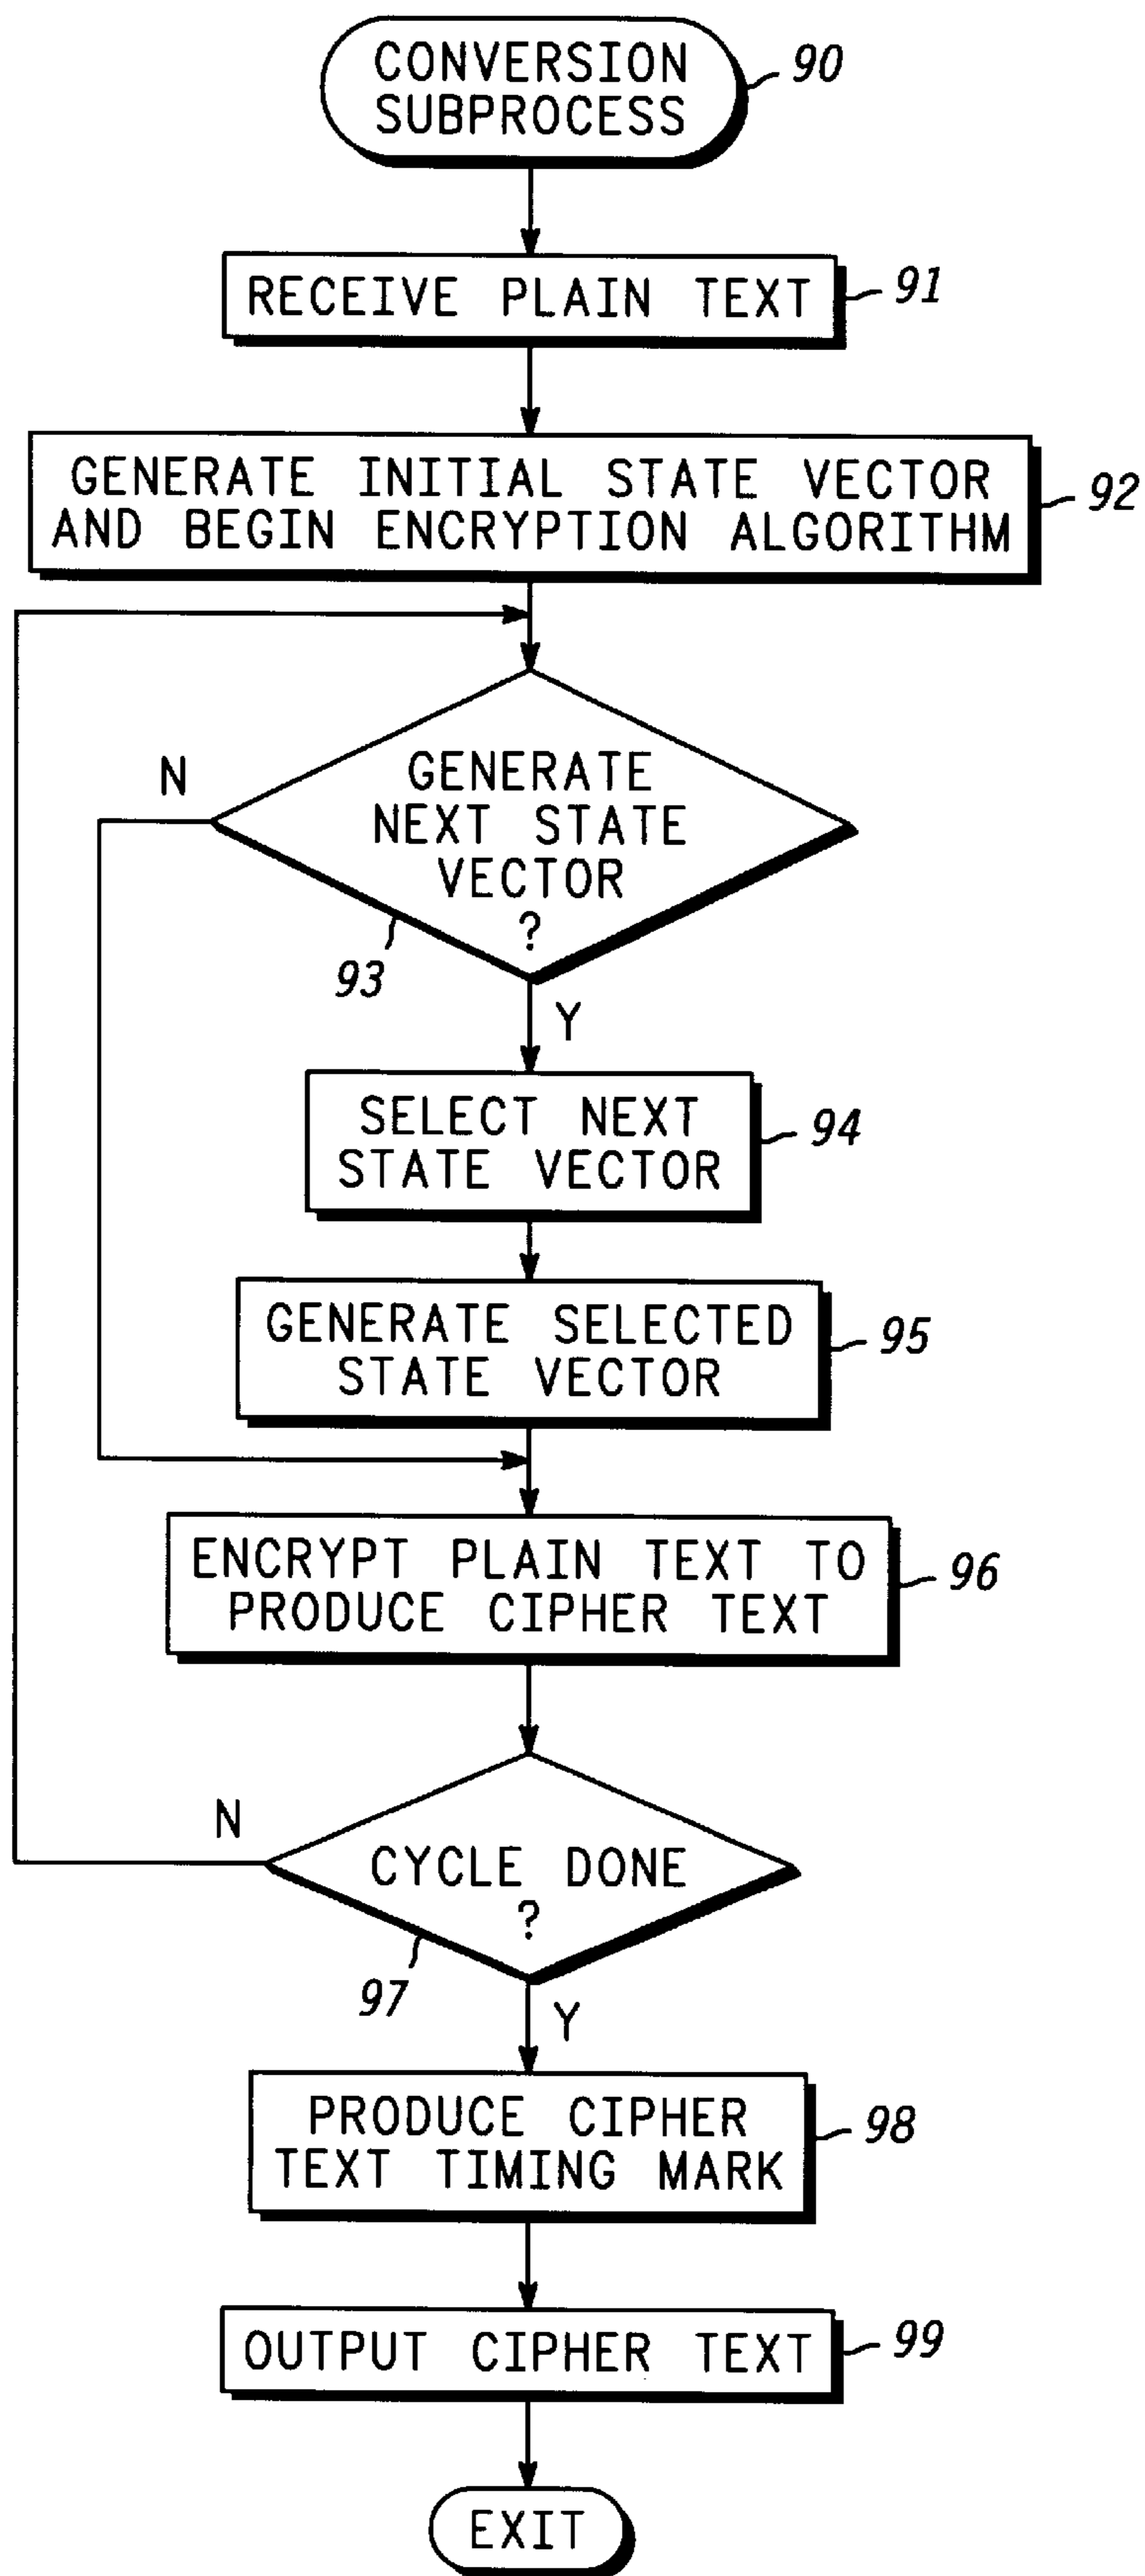 CONVERSION
SUBPROCESS
90
RECEIVE PLAIN TEXT
91
GENERATE INITIAL STATE VECTOR
AND BEGIN ENCRYPTION ALGORITHM
92
N
GENERATE
NEXT STATE
VECTOR
?
93
Y
SELECT NEXT
STATE VECTOR
94
GENERATE SELECTED
STATE VECTOR
95
ENCRYPT PLAIN TEXT TO
PRODUCE CIPHER TEXT
96
N
CYCLE DONE
?
97
Y
PRODUCE CIPHER
TEXT TIMING MARK
98
OUTPUT CIPHER TEXT
99
EXIT